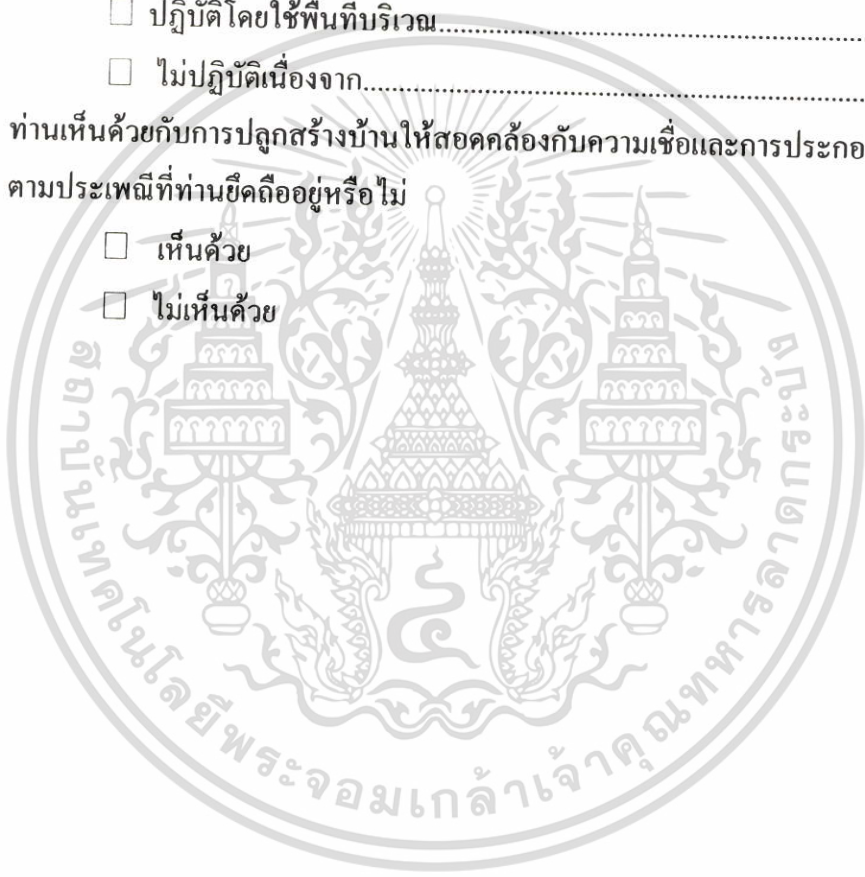 ☐ ปฏิบัติโดยใช้พื้นที่บริเวณ..................................................
☐ ไม่ปฏิบัติเนื่องจาก............................................................
ท่านเห็นด้วยกับการปลูกสร้างบ้านให้สอดคล้องกับความเชื่อและการประกอ
ตามประเพณีที่ท่านยึดถืออยู่หรือไม่
☐ เห็นด้วย
☐ ไม่เห็นด้วย
สถาบันเทคโนโลยีพระจอมเกล้าเจ้าคุณทหารลาดกระบัง